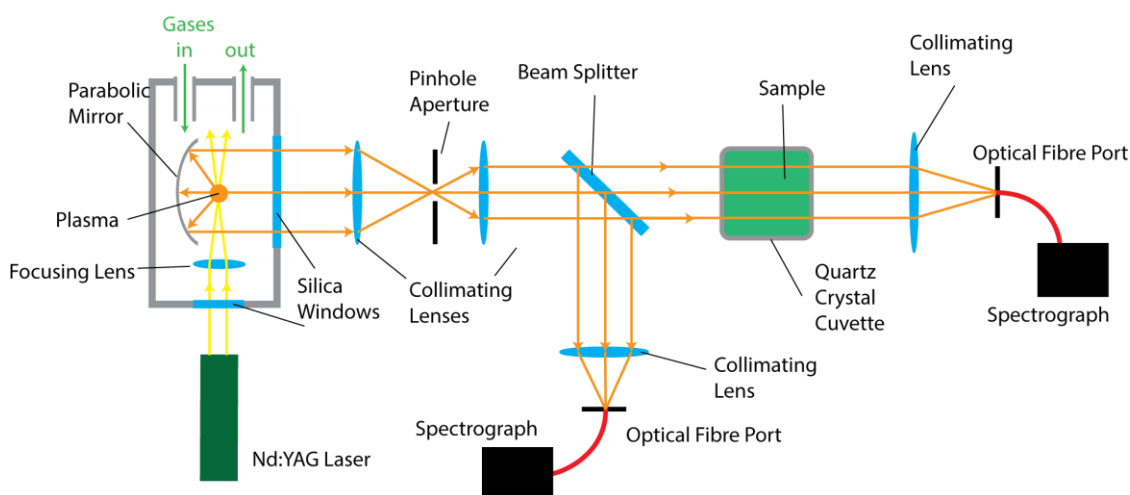 Gases
in out
Parabolic
Mirror
Plasma
Focusing Lens
Silica
Windows
Nd:YAG Laser
Pinhole
Aperture
Collimating
Lenses
Beam Splitter
Sample
Quartz
Crystal
Cuvette
Collimating
Lens
Optical Fibre Port
Spectrograph
Collimating
Lens
Optical Fibre Port
Spectrograph